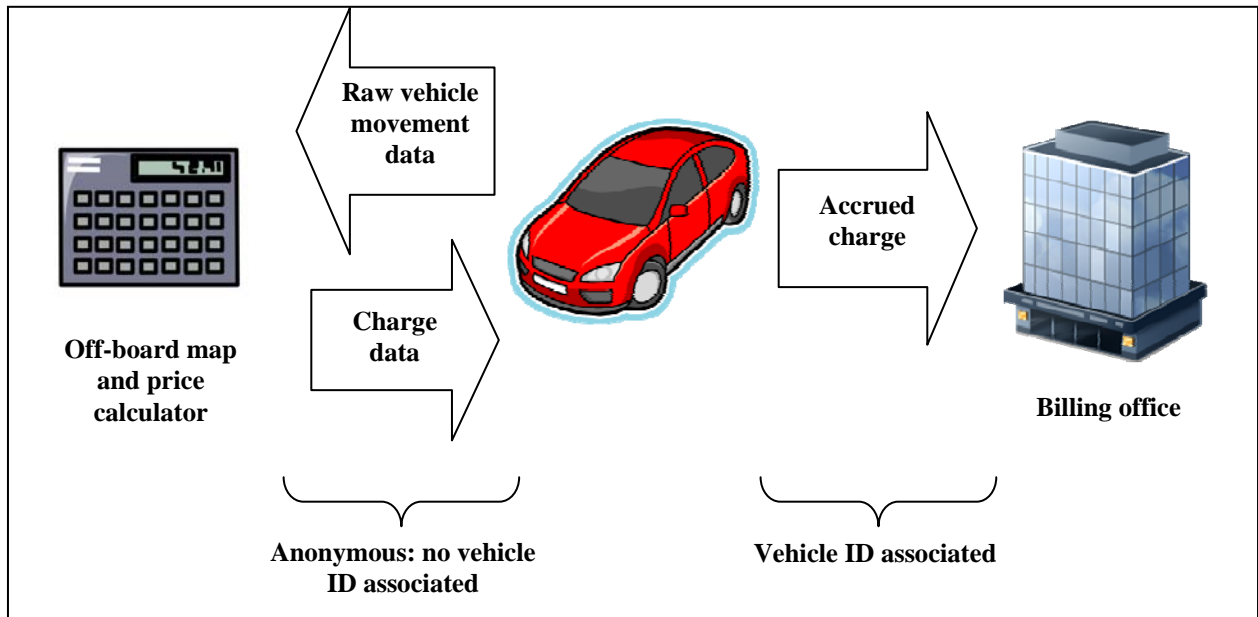 Raw vehicle
movement
data
Accrued
charge
Charge
data
Off-board map
and price
calculator
Billing office
Anonymous: no vehicle
ID associated
Vehicle ID associated